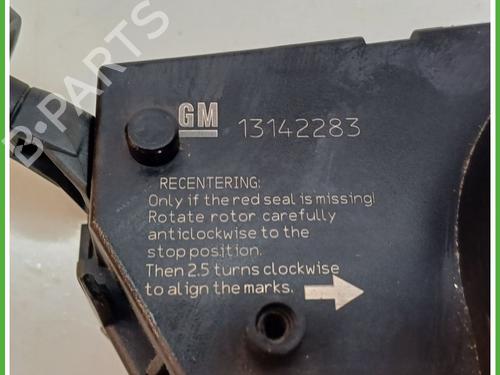 B-PARTS
GM 13142283
RECENTERING:
Only if the red seal is missing!
Rotate rotor carefully
anticlockwise to the
stop position.
Then 2.5 turns clockwise
to align the marks.